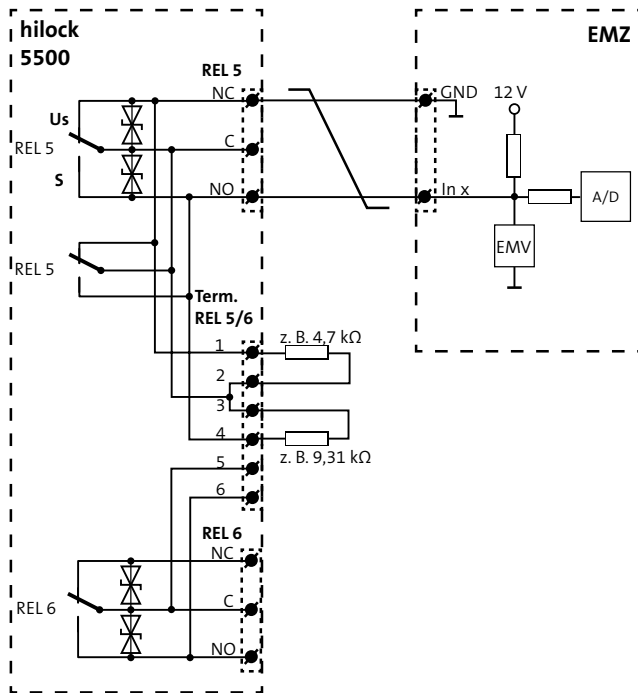 hilock
5500
EMZ
REL 5
NC
GND
12 V
Us
REL 5
C
S
NO
In x
A/D
EMV
REL 5
Term.
REL 5/6
1
z. B. 4,7 kΩ
2
3
4
z. B. 9,31 kΩ
5
6
REL 6
NC
REL 6
C
NO